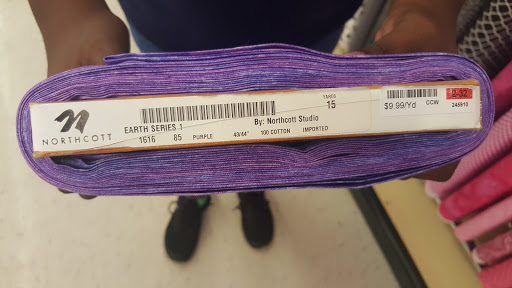 NORTHCOTT
EARTH SERIES 1
By: Northcott Studio
YARDS
15
1616 85 PURPLE 43/44" 100 COTTON IMPORTED
$9.99/Yd CCW
245910